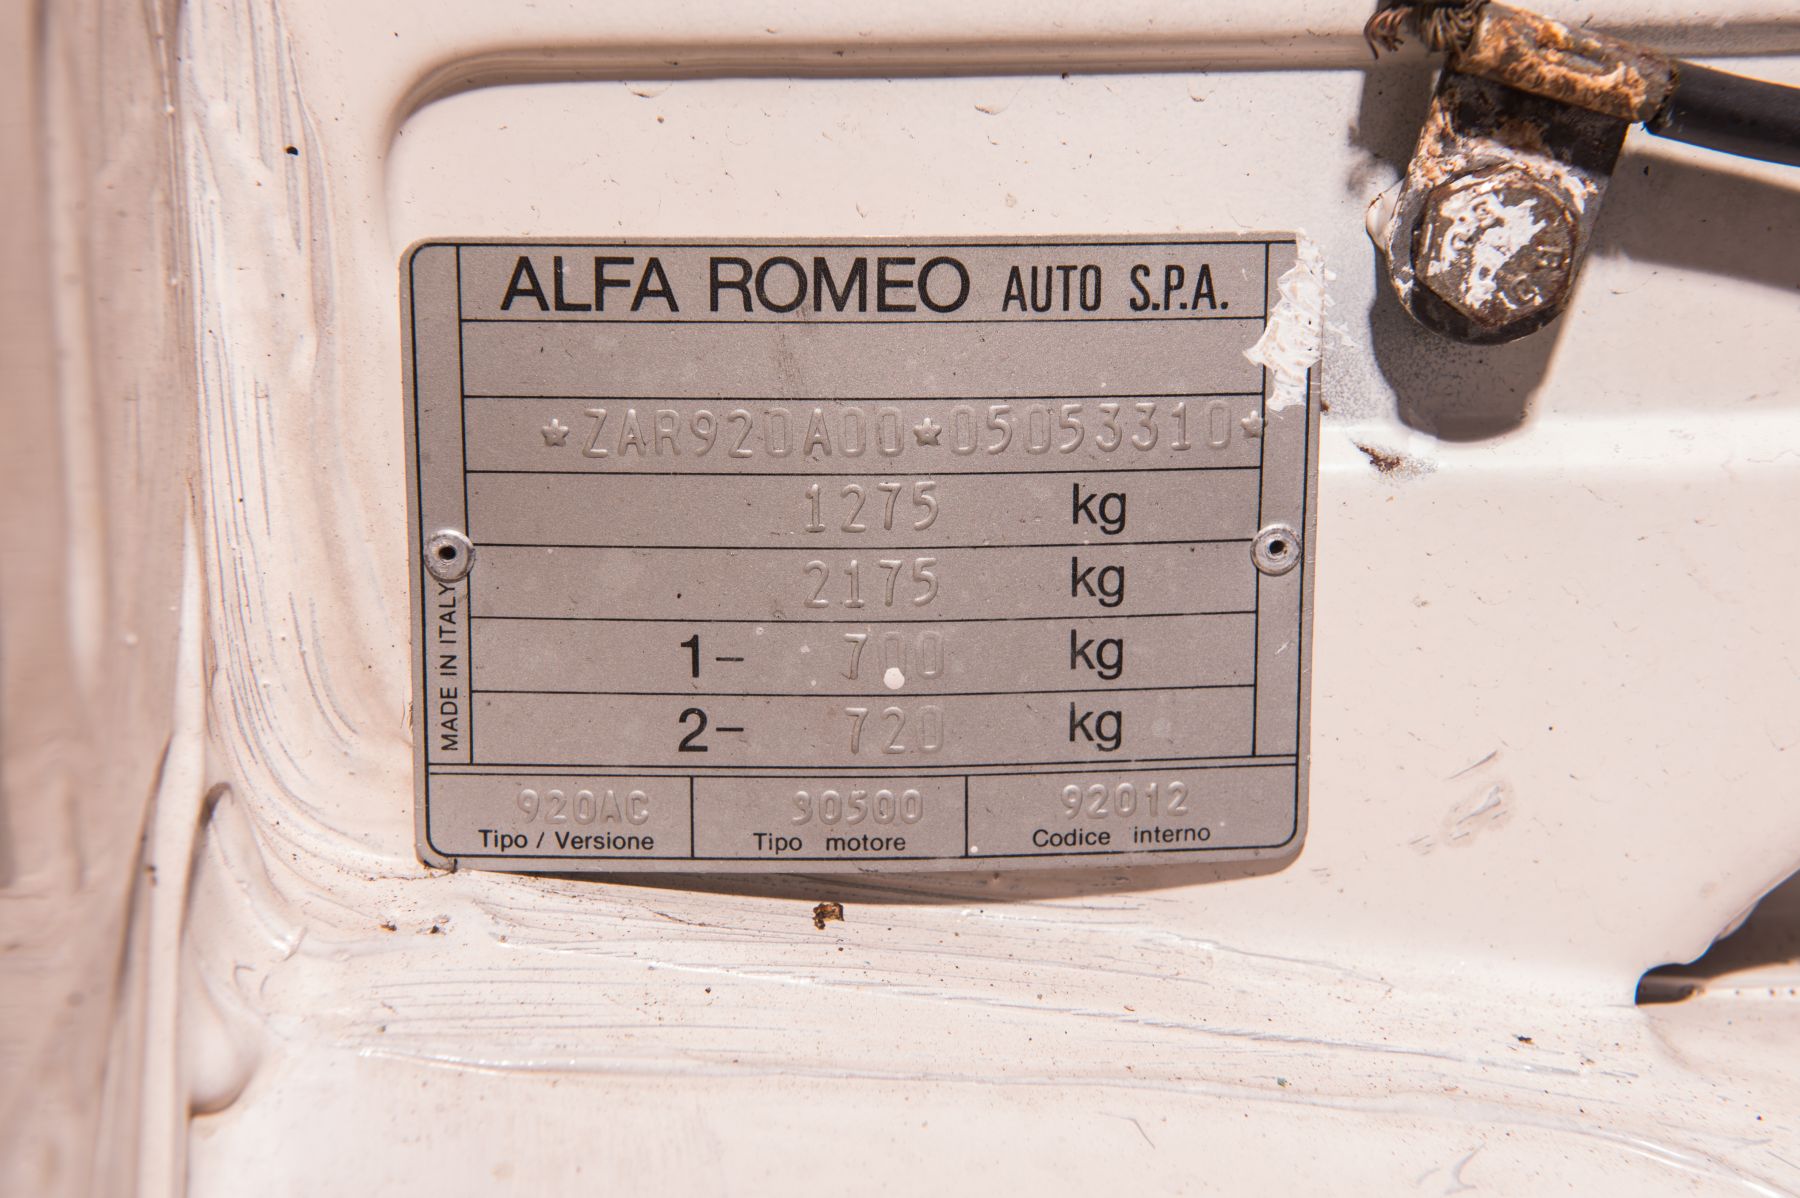 ALFA ROMEO AUTO S.P.A.
*ZAR920A00*05053310*
1275 kg
2175 kg
1- 700 kg
2- 720 kg
MADE IN ITALY
920AC 30500 92012
Tipo / Versione Tipo motore Codice interno